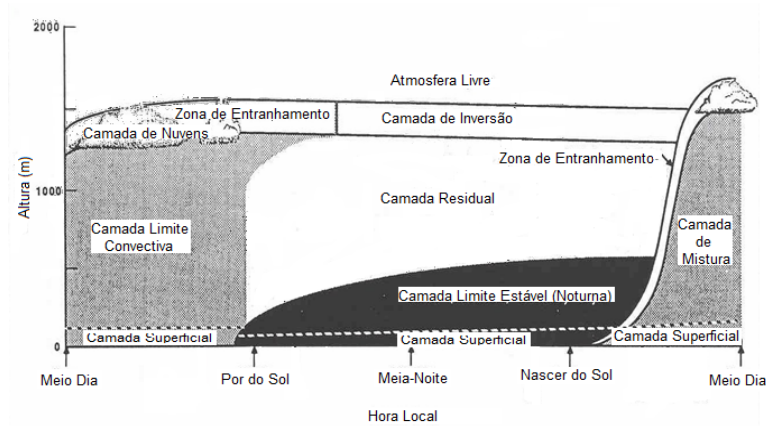 2000
Atmosfera Livre
Zona de Entranhamento
Camada de Inversão
Camada de Nuvens
Zona de Entranhamento
1000
Altura (m)
Camada Residual
Camada Limite
Convectiva
Camada
de
Mistura
Camada Limite Estável (Noturna)
Camada Superficial
Camada Superficial
Camada Superficial
0
Meio Dia
Por do Sol
Meia-Noite
Nascer do Sol
Meio Dia
Hora Local